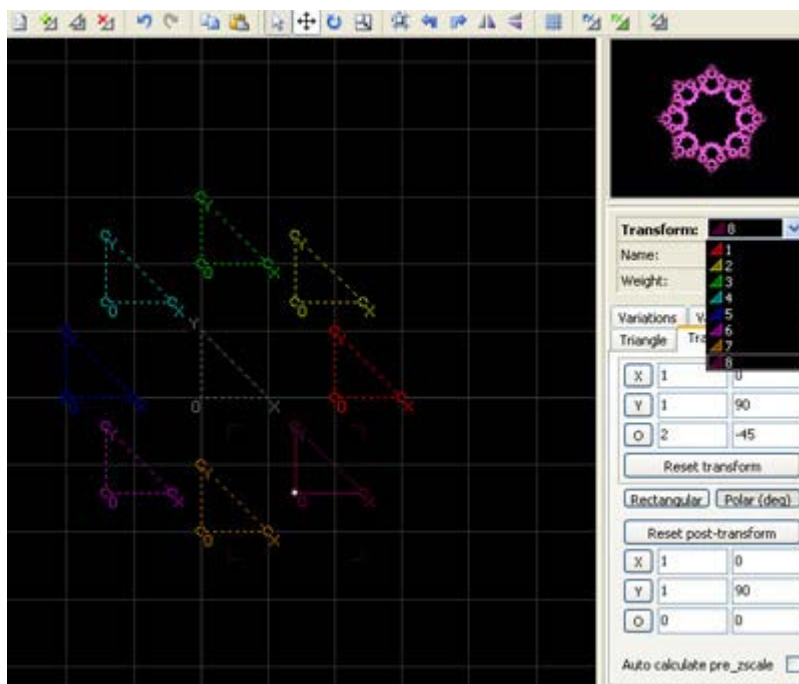 Y
O X
Y
O X
Y
O X
Y
O X
Y
O X
Y
O X
Y
O X
Y
O X
Transform: 8
Name:
Weight:
1
2
3
4
5
6
7
8
Variations
Triangle
X 1 0
Y 1 90
O 2 -45
Reset transform
Rectangular Polar (deg)
Reset post-transform
X 1 0
Y 1 90
O 0 0
Auto calculate pre_zscale